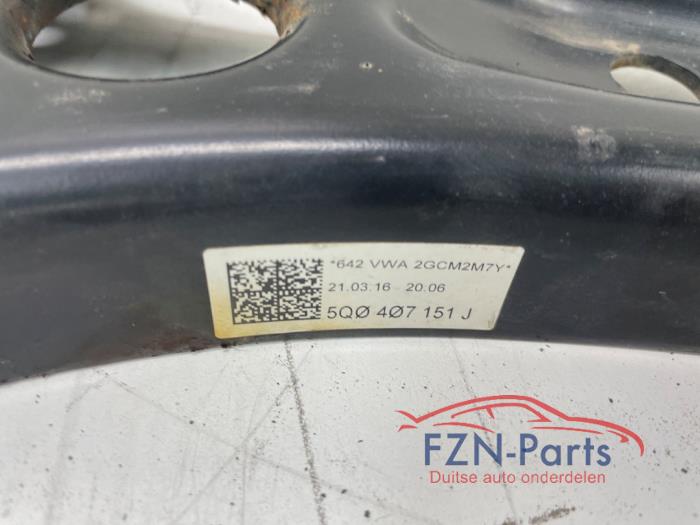 *642 VWA 2GCM2M7Y*
21.03.16 - 20.06
5QØ 4Ø7 151 J
FZN-Parts
Duitse auto onderdelen